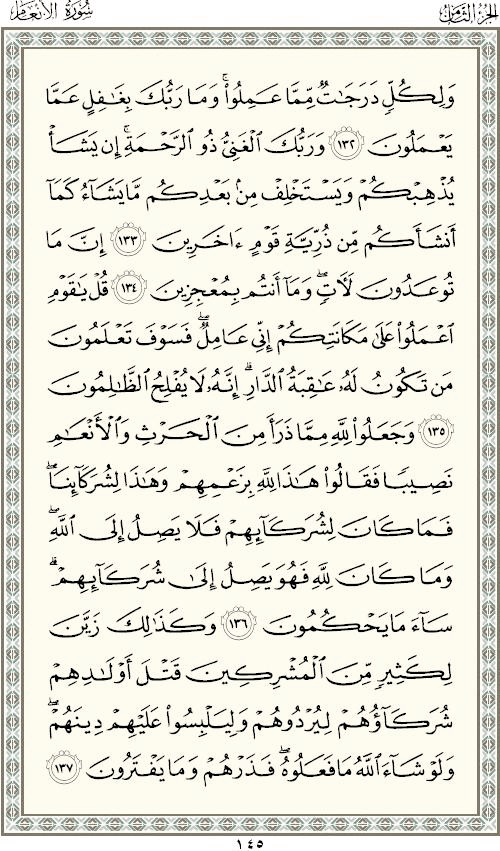 الجزء الثامن
سورة الأنعام
وَلِكُلٍّ دَرَجَٰتٌ مِّمَّا عَمِلُوا۟ ۚ وَمَا رَبُّكَ بِغَٰفِلٍ عَمَّا
يَعْمَلُونَ ١٣٢ وَرَبُّكَ ٱلْغَنِىُّ ذُو ٱلرَّحْمَةِ ۚ إِن يَشَأْ
يُذْهِبْكُمْ وَيَسْتَخْلِفْ مِنۢ بَعْدِكُم مَّا يَشَآءُ كَمَآ
أَنشَأَكُم مِّن ذُرِّيَّةِ قَوْمٍ ءَاخَرِينَ ١٣٣ إِنَّ مَا
تُوعَدُونَ لَءَاتٍ ۖ وَمَآ أَنتُم بِمُعْجِزِينَ ١٣٤ قُلْ يَٰقَوْمِ
ٱعْمَلُوا۟ عَلَىٰ مَكَانَتِكُمْ إِنِّى عَامِلٌ ۖ فَسَوْفَ تَعْلَمُونَ
مَن تَكُونُ لَهُۥ عَٰقِبَةُ ٱلدَّارِ ۗ إِنَّهُۥ لَا يُفْلِحُ ٱلظَّٰلِمُونَ
١٣٥ وَجَعَلُوا۟ لِلَّهِ مِمَّا ذَرَأَ مِنَ ٱلْحَرْثِ وَٱلْأَنْعَٰمِ
نَصِيبًا فَقَالُوا۟ هَٰذَا لِلَّهِ بِزَعْمِهِمْ وَهَٰذَا لِشُرَكَآئِنَا ۖ
فَمَا كَانَ لِشُرَكَآئِهِمْ فَلَا يَصِلُ إِلَى ٱللَّهِ ۖ
وَمَا كَانَ لِلَّهِ فَهُوَ يَصِلُ إِلَىٰ شُرَكَآئِهِمْ ۗ
سَآءَ مَا يَحْكُمُونَ ١٣٦ وَكَذَٰلِكَ زَيَّنَ
لِكَثِيرٍ مِّنَ ٱلْمُشْرِكِينَ قَتْلَ أَوْلَٰدِهِمْ
شُرَكَآؤُهُمْ لِيُرْدُوهُمْ وَلِيَلْبِسُوا۟ عَلَيْهِمْ دِينَهُمْ ۖ
وَلَوْ شَآءَ ٱللَّهُ مَا فَعَلُوهُ ۖ فَذَرْهُمْ وَمَا يَفْتَرُونَ ١٣٧
١٤٥